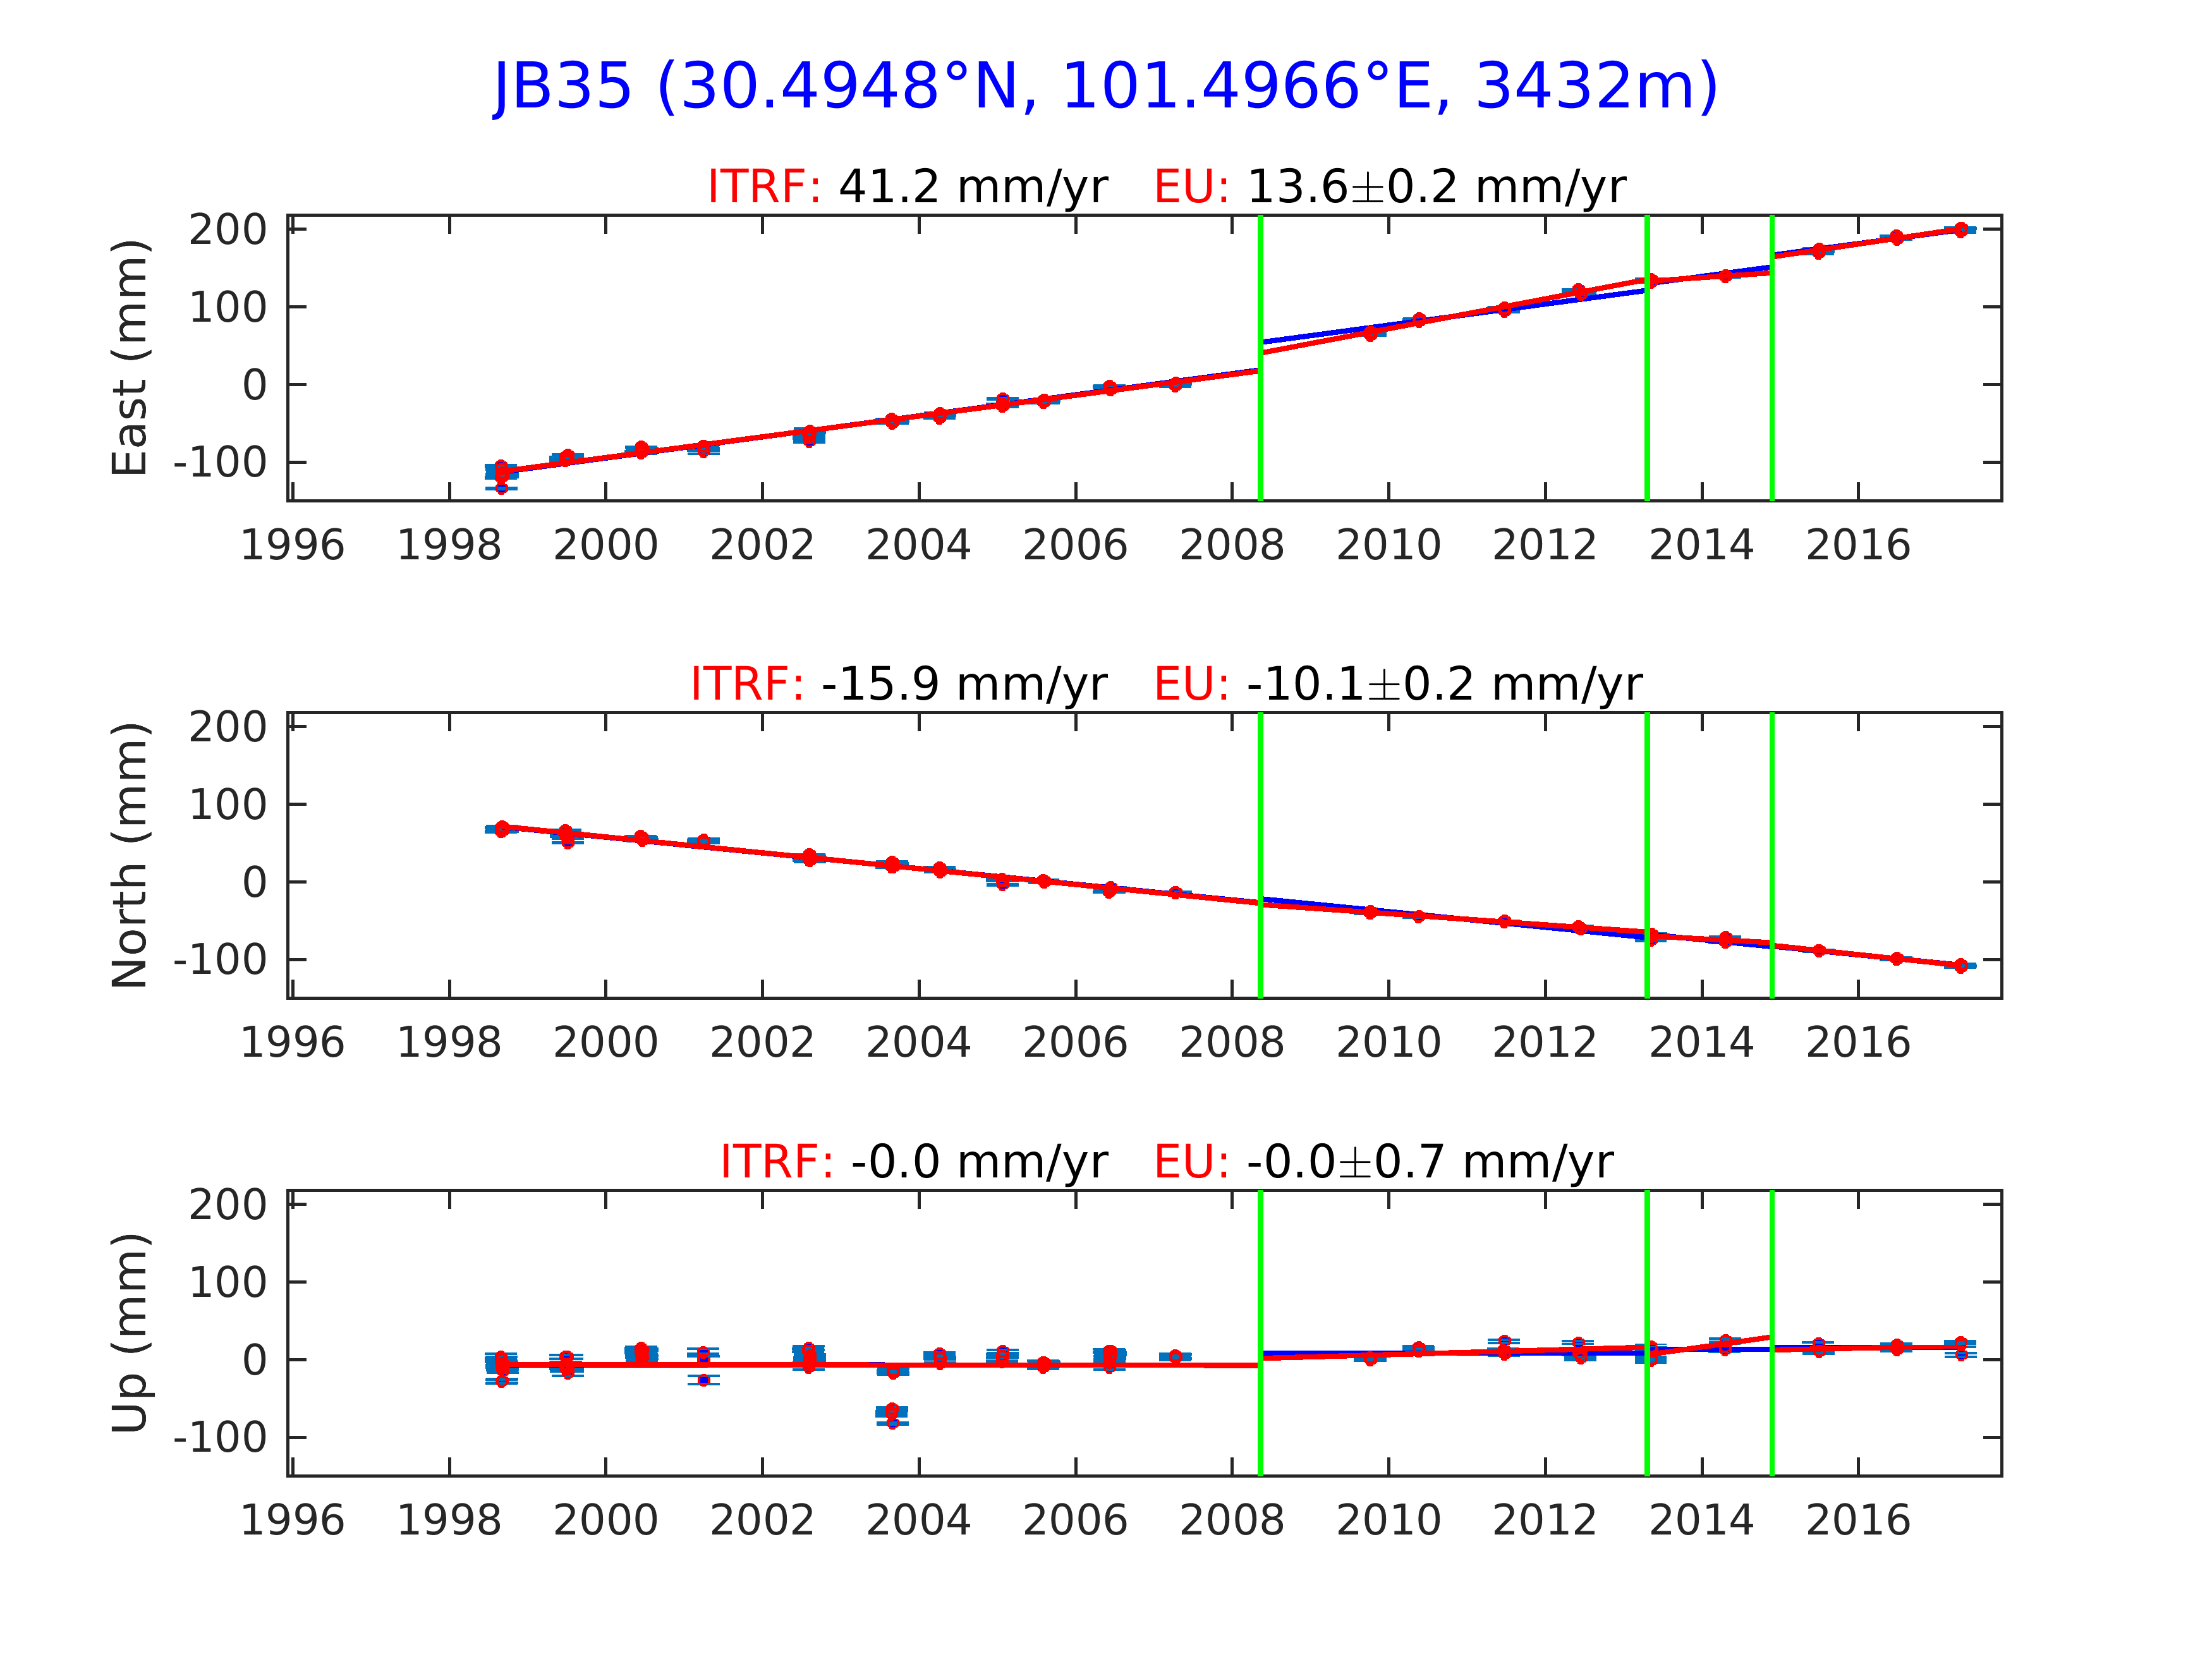 JB35 (30.4948°N, 101.4966°E, 3432m)
ITRF: 41.2 mm/yr EU: 13.6±0.2 mm/yr
East (mm)
200
100
0
-100
1996 1998 2000 2002 2004 2006 2008 2010 2012 2014 2016
ITRF: -15.9 mm/yr EU: -10.1±0.2 mm/yr
North (mm)
200
100
0
-100
1996 1998 2000 2002 2004 2006 2008 2010 2012 2014 2016
ITRF: -0.0 mm/yr EU: -0.0±0.7 mm/yr
Up (mm)
200
100
0
-100
1996 1998 2000 2002 2004 2006 2008 2010 2012 2014 2016